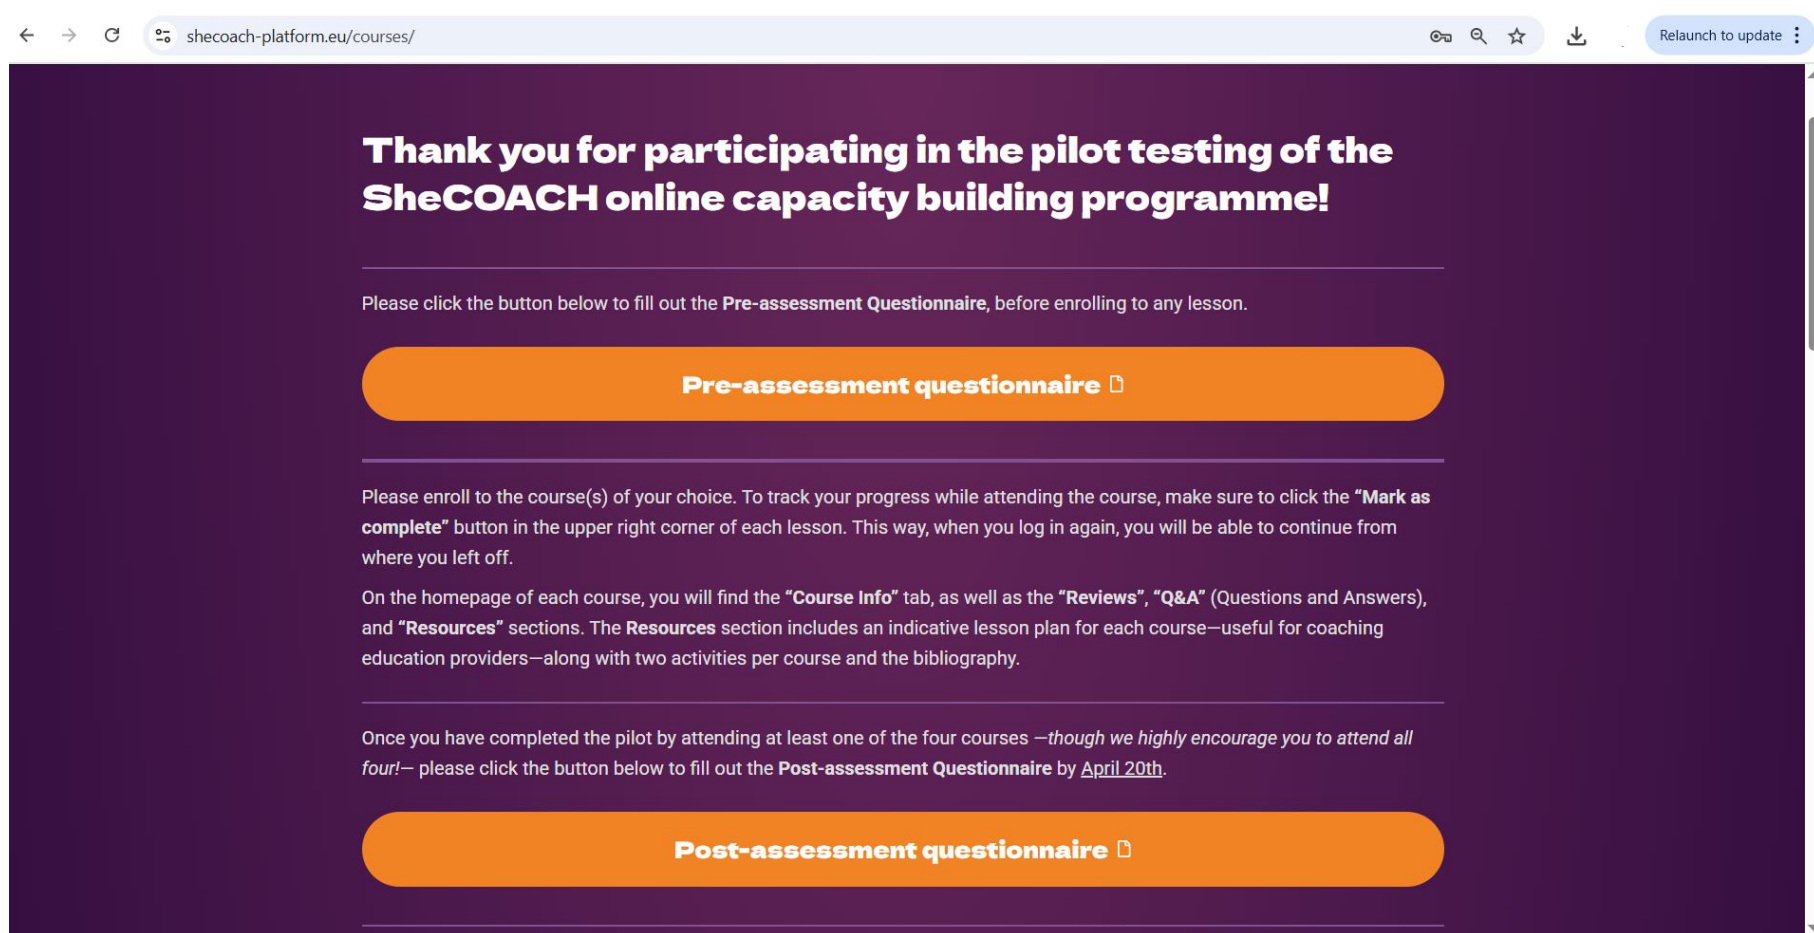 shecoach-platform.eu/courses/
Relaunch to update
Thank you for participating in the pilot testing of the
SheCOACH online capacity building programme!
Please click the button below to fill out the Pre-assessment Questionnaire, before enrolling to any lesson.
Pre-assessment questionnaire
Please enroll to the course(s) of your choice. To track your progress while attending the course, make sure to click the “Mark as
complete” button in the upper right corner of each lesson. This way, when you log in again, you will be able to continue from
where you left off.
On the homepage of each course, you will find the “Course Info” tab, as well as the “Reviews”, “Q&A” (Questions and Answers),
and “Resources” sections. The Resources section includes an indicative lesson plan for each course—useful for coaching
education providers—along with two activities per course and the bibliography.
Once you have completed the pilot by attending at least one of the four courses —though we highly encourage you to attend all
four!— please click the button below to fill out the Post-assessment Questionnaire by April 20th.
Post-assessment questionnaire